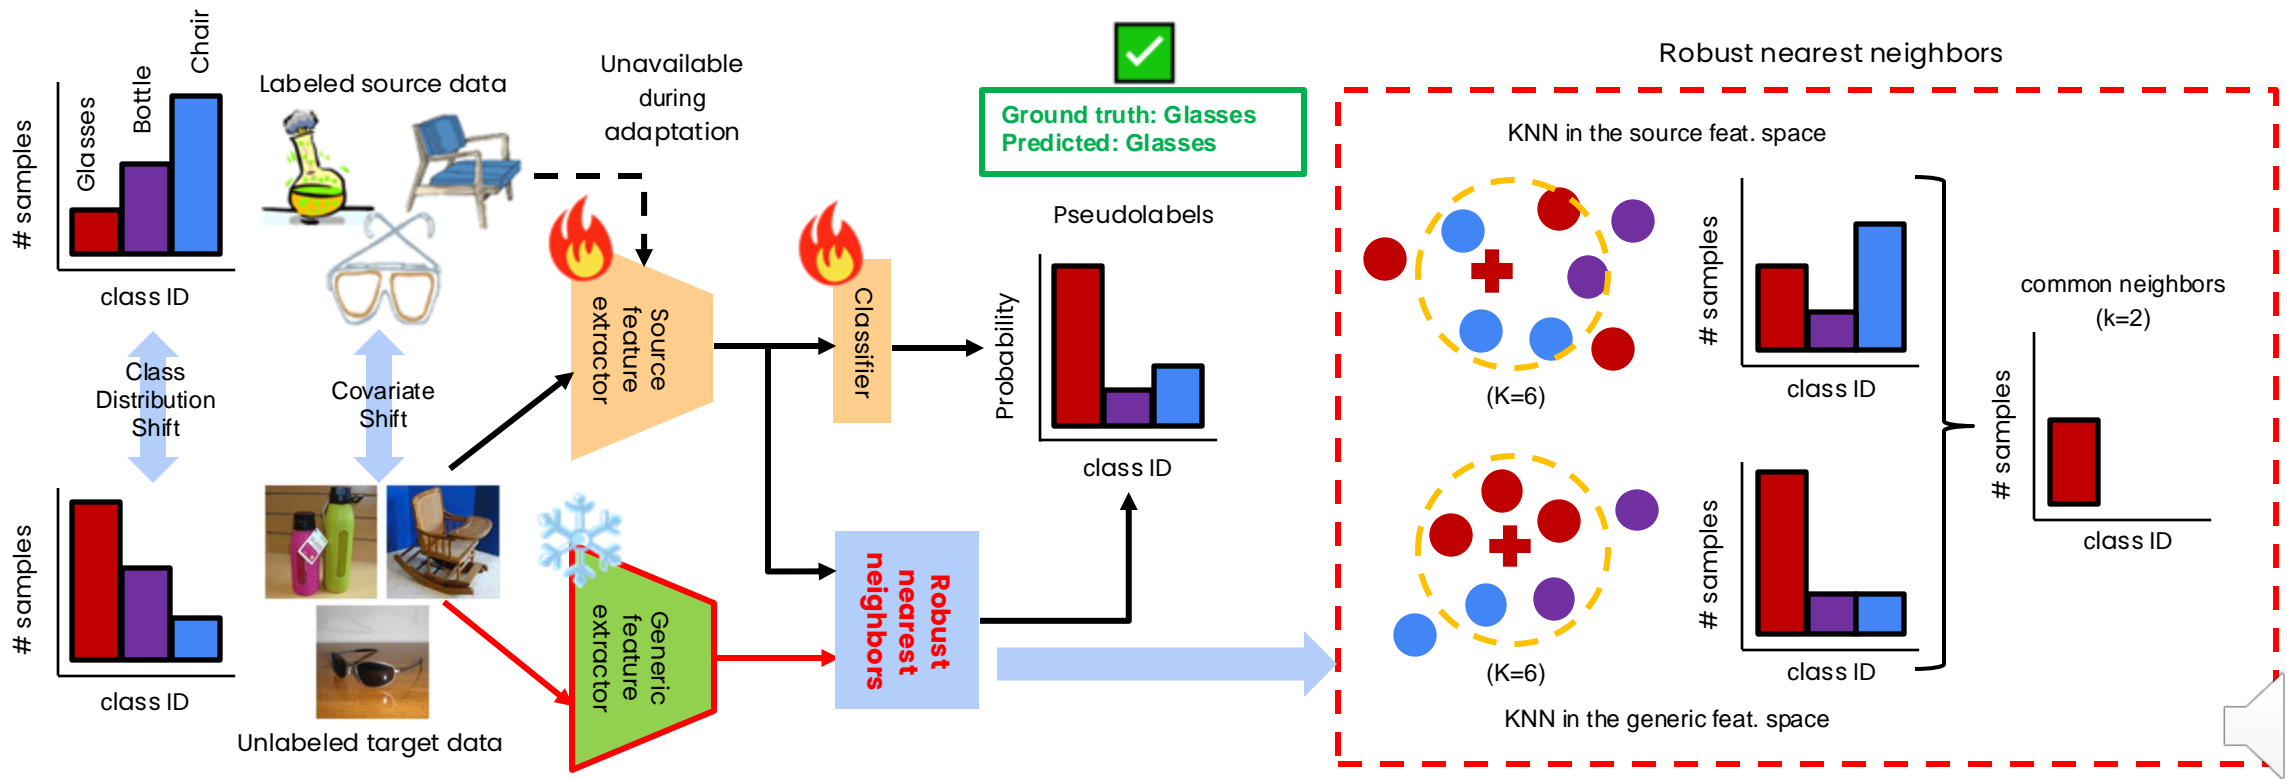 # samples
Glasses
Bottle
Chair
class ID
Labeled source data
Unavailable
during
adaptation
Class
Distribution
Shift
Covariate
Shift
# samples
class ID
Unlabeled target data
Source
feature
extractor
Classifier
Generic
feature
extractor
Robust
nearest
neighbors
Ground truth: Glasses
Predicted: Glasses
Pseudolabels
Probability
class ID
Robust nearest neighbors
KNN in the source feat. space
(K=6)
# samples
class ID
(K=6)
KNN in the generic feat. space
# samples
class ID
common neighbors
(k=2)
# samples
class ID